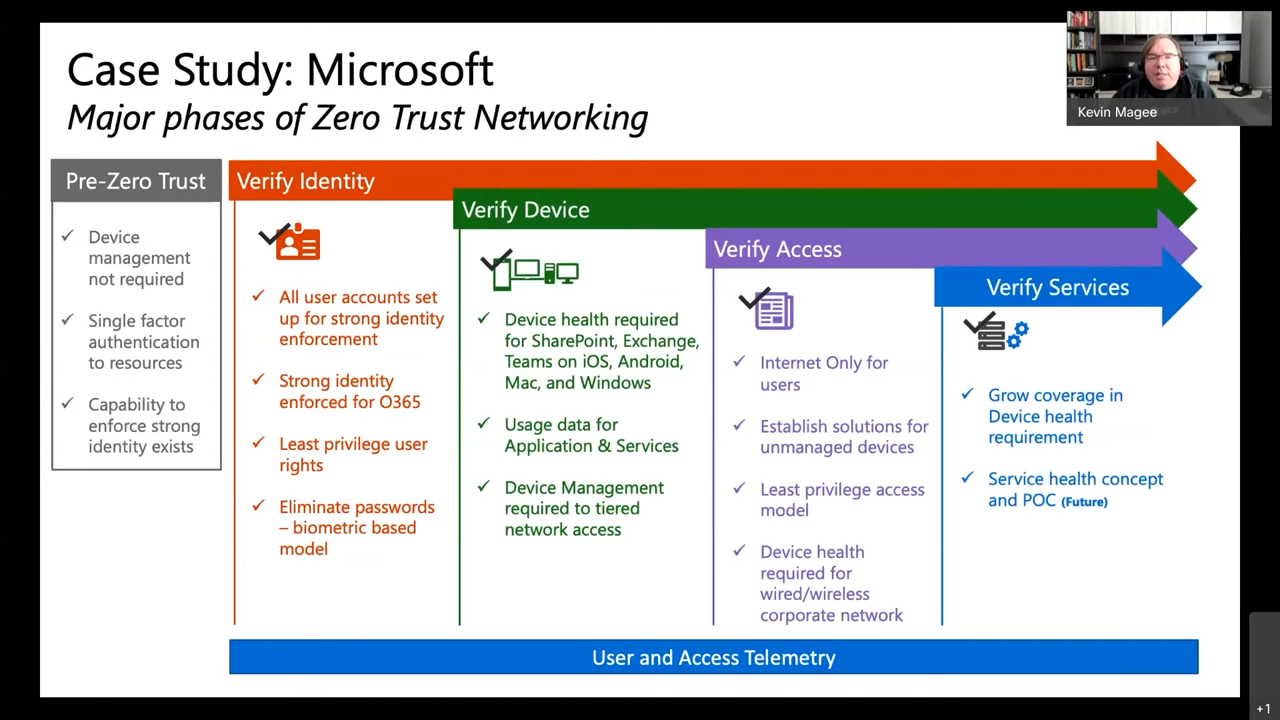 Case Study: Microsoft
Major phases of Zero Trust Networking
Kevin Magee
Pre-Zero Trust
Device
management
not required
Single factor
authentication
to resources
Capability to
enforce strong
identity exists
Verify Identity
All user accounts set
up for strong identity
enforcement
Strong identity
enforced for O365
Least privilege user
rights
Eliminate passwords
– biometric based
model
Verify Device
Device health required
for SharePoint, Exchange,
Teams on iOS, Android,
Mac, and Windows
Usage data for
Application & Services
Device Management
required to tiered
network access
Verify Access
Internet Only for
users
Establish solutions for
unmanaged devices
Least privilege access
model
Device health
required for
wired/wireless
corporate network
Verify Services
Grow coverage in
Device health
requirement
Service health concept
and POC (Future)
User and Access Telemetry
+1